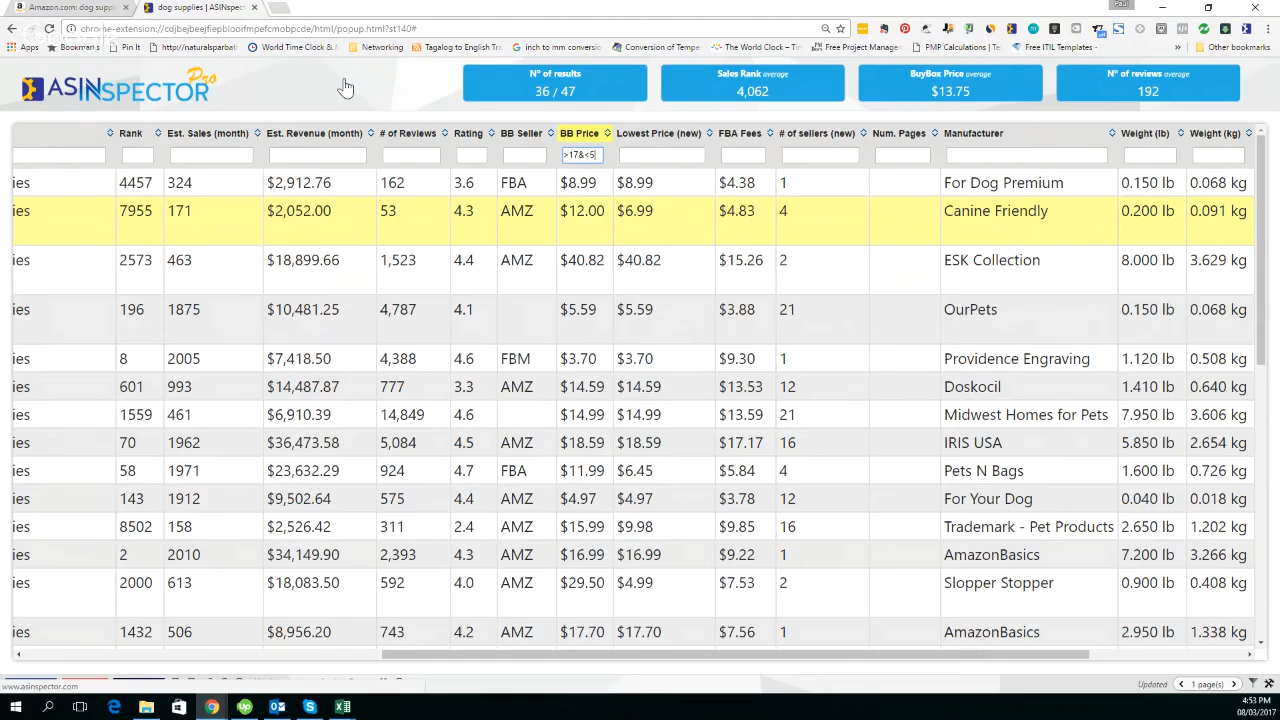 Amazon.com: dog suppl
dog supplies | ASINspect
Paul
chrome-extension://cdjbejbeejfiepblooifmpefcmobpcde/html/popup.html?st140#
Apps Bookmarks Pin It http://naturalsparbat World Time Clock & Networking Tagalog to English Tr inch to mm conversio Conversion of Tempe The World Clock – Tim Free Project Manager PMP Calculations | Te Free ITIL Templates - » Other bookmarks
ASINSPECTOR Pro
Nº of results
36 / 47
Sales Rank average
4,062
BuyBox Price average
$13.75
Nº of reviews average
192
Rank Est. Sales (month) Est. Revenue (month) # of Reviews Rating BB Seller BB Price Lowest Price (new) FBA Fees # of sellers (new) Num. Pages Manufacturer Weight (lb) Weight (kg)
>17&<5
ies 4457 324 $2,912.76 162 3.6 FBA $8.99 $8.99 $4.38 1 For Dog Premium 0.150 lb 0.068 kg
ies 7955 171 $2,052.00 53 4.3 AMZ $12.00 $6.99 $4.83 4 Canine Friendly 0.200 lb 0.091 kg
ies 2573 463 $18,899.66 1,523 4.4 AMZ $40.82 $40.82 $15.26 2 ESK Collection 8.000 lb 3.629 kg
ies 196 1875 $10,481.25 4,787 4.1 $5.59 $5.59 $3.88 21 OurPets 0.150 lb 0.068 kg
ies 8 2005 $7,418.50 4,388 4.6 FBM $3.70 $3.70 $9.30 1 Providence Engraving 1.120 lb 0.508 kg
ies 601 993 $14,487.87 777 3.3 AMZ $14.59 $14.59 $13.53 12 Doskocil 1.410 lb 0.640 kg
ies 1559 461 $6,910.39 14,849 4.6 $14.99 $14.99 $13.59 21 Midwest Homes for Pets 7.950 lb 3.606 kg
ies 70 1962 $36,473.58 5,084 4.5 AMZ $18.59 $18.59 $17.17 16 IRIS USA 5.850 lb 2.654 kg
ies 58 1971 $23,632.29 924 4.7 FBA $11.99 $6.45 $5.84 4 Pets N Bags 1.600 lb 0.726 kg
ies 143 1912 $9,502.64 575 4.4 AMZ $4.97 $4.97 $3.78 12 For Your Dog 0.040 lb 0.018 kg
ies 8502 158 $2,526.42 311 2.4 AMZ $15.99 $9.98 $9.85 16 Trademark - Pet Products 2.650 lb 1.202 kg
ies 2 2010 $34,149.90 2,393 4.3 AMZ $16.99 $16.99 $9.22 1 AmazonBasics 7.200 lb 3.266 kg
ies 2000 613 $18,083.50 592 4.0 AMZ $29.50 $4.99 $7.53 2 Slopper Stopper 0.900 lb 0.408 kg
ies 1432 506 $8,956.20 743 4.2 AMZ $17.70 $17.70 $7.56 1 AmazonBasics 2.950 lb 1.338 kg
www.asinspector.com
Updated 1 page(s)
4:53 PM
08/03/2017